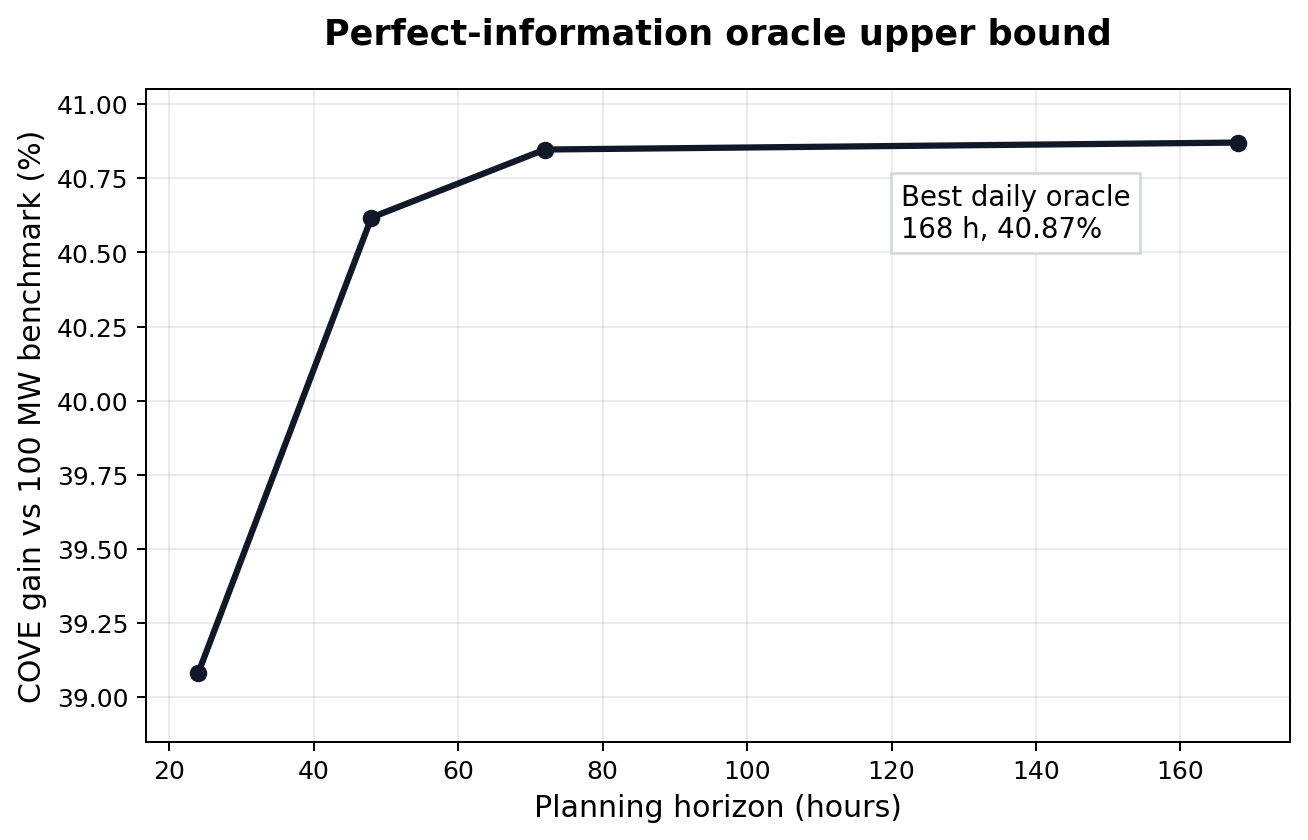 Perfect-information oracle upper bound
COVE gain vs 100 MW benchmark (%)
41.00
40.75
40.50
40.25
40.00
39.75
39.50
39.25
39.00
Best daily oracle
168 h, 40.87%
20 40 60 80 100 120 140 160
Planning horizon (hours)